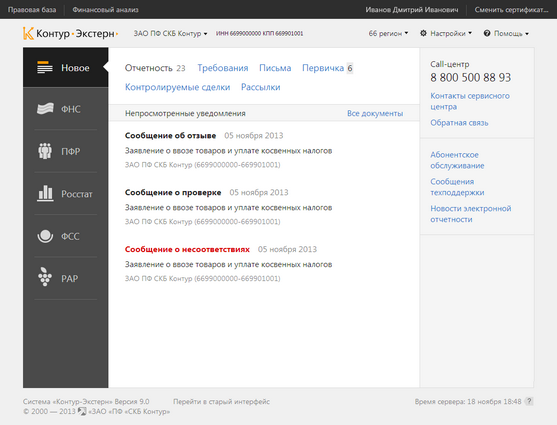 Правовая база Финансовый анализ Иванов Дмитрий Иванович Сменить сертификат...
Контур·Экстерн· ЗАО ПФ СКБ Контур ИНН 6699000000 КПП 669901001 66 регион Настройки Помощь
Новое
ФНС
ПФР
Росстат
ФСС
РАР
Отчетность 23 Требования Письма Первичка 6
Контролируемые сделки Рассылки
Непросмотренные уведомления Все документы
Сообщение об отзыве 05 ноября 2013
Заявление о ввозе товаров и уплате косвенных налогов
ЗАО ПФ СКБ Контур (6699000000-669901001)
Сообщение о проверке 05 ноября 2013
Заявление о ввозе товаров и уплате косвенных налогов
ЗАО ПФ СКБ Контур (6699000000-669901001)
Сообщение о несоответствиях 05 ноября 2013
Заявление о ввозе товаров и уплате косвенных налогов
ЗАО ПФ СКБ Контур (6699000000-669901001)
Call-центр
8 800 500 88 93
Контакты сервисного
центра
Обратная связь
Абонентское
обслуживание
Сообщения
техподдержки
Новости электронной
отчетности
Система «Контур-Экстерн» Версия 9.0 Перейти в старый интерфейс Время сервера: 18 ноября 18:48 ?
© 2000 — 2013 «ЗАО «ПФ «СКБ Контур»